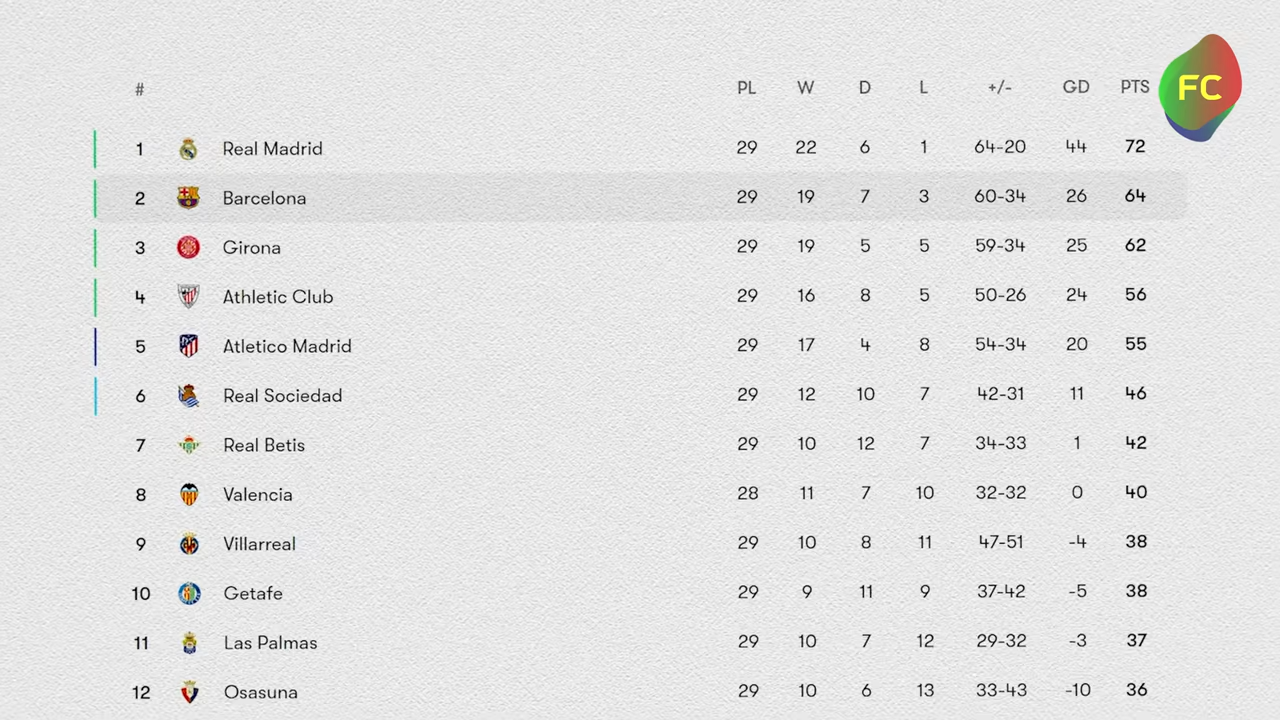 # PL W D L +/- GD PTS FC
1 Real Madrid 29 22 6 1 64-20 44 72
2 Barcelona 29 19 7 3 60-34 26 64
3 Girona 29 19 5 5 59-34 25 62
4 Athletic Club 29 16 8 5 50-26 24 56
5 Atletico Madrid 29 17 4 8 54-34 20 55
6 Real Sociedad 29 12 10 7 42-31 11 46
7 Real Betis 29 10 12 7 34-33 1 42
8 Valencia 28 11 7 10 32-32 0 40
9 Villarreal 29 10 8 11 47-51 -4 38
10 Getafe 29 9 11 9 37-42 -5 38
11 Las Palmas 29 10 7 12 29-32 -3 37
12 Osasuna 29 10 6 13 33-43 -10 36